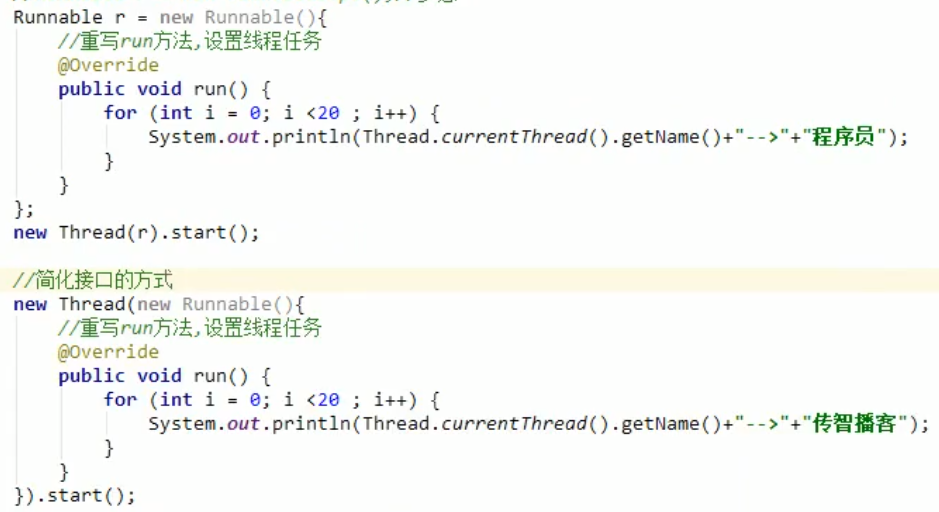 Runnable r = new Runnable(){
    //重写run方法,设置线程任务
    @Override
    public void run() {
        for (int i = 0; i <20 ; i++) {
            System.out.println(Thread.currentThread().getName()+"-->"+"程序员");
        }
    }
};
new Thread(r).start();
//简化接口的方式
new Thread(new Runnable(){
    //重写run方法,设置线程任务
    @Override
    public void run() {
        for (int i = 0; i <20 ; i++) {
            System.out.println(Thread.currentThread().getName()+"-->"+"传智播客");
        }
    }
}).start();